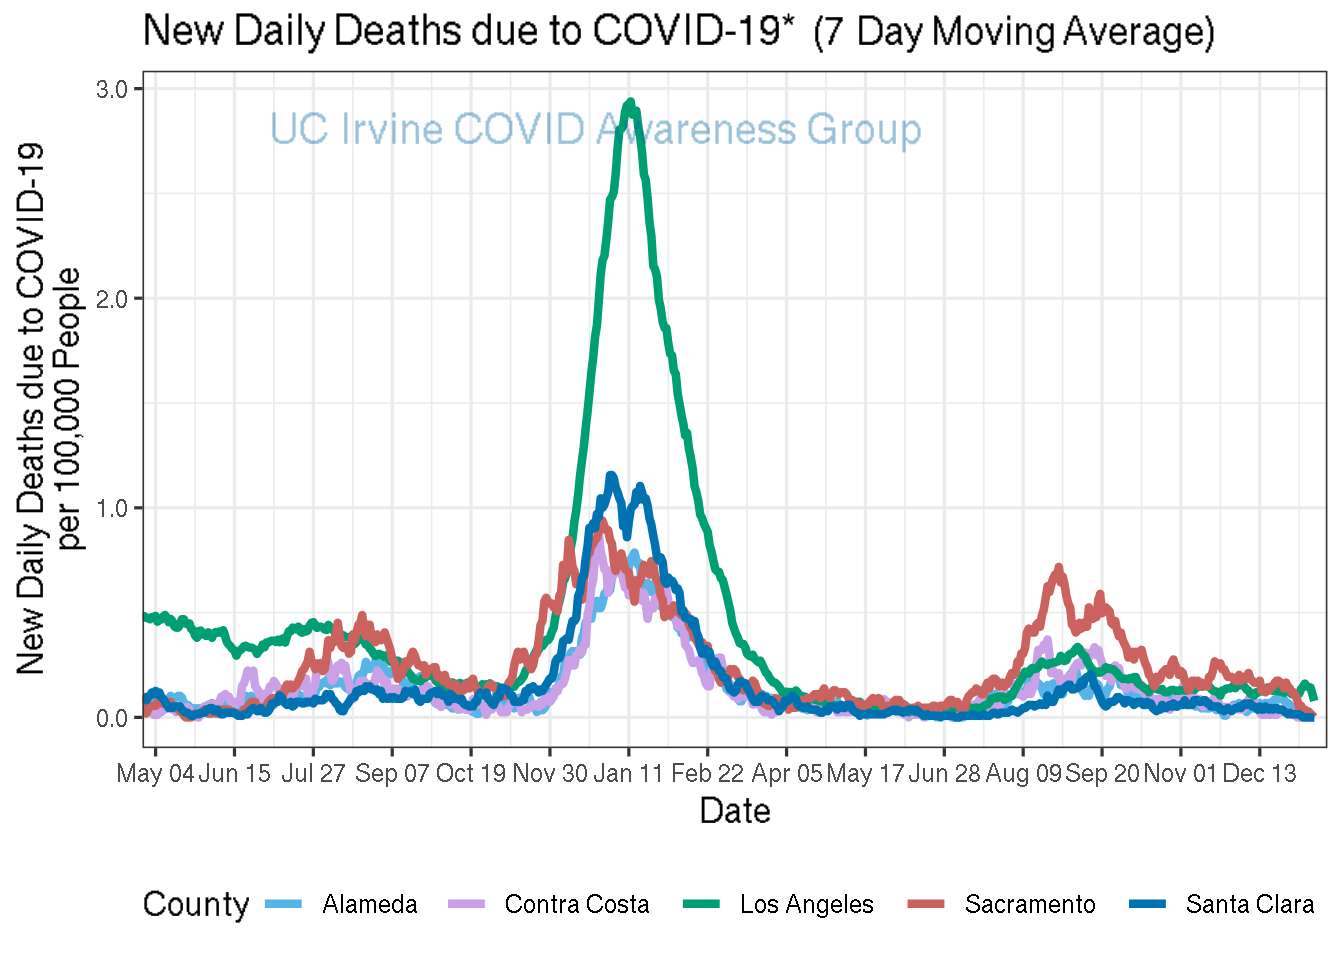 New Daily Deaths due to COVID-19* (7 Day Moving Average)
UC Irvine COVID Awareness Group
New Daily Deaths due to COVID-19
per 100,000 People
3.0
2.0
1.0
0.0
May 04 Jun 15 Jul 27 Sep 07 Oct 19 Nov 30 Jan 11 Feb 22 Apr 05 May 17 Jun 28 Aug 09 Sep 20 Nov 01 Dec 13
Date
County Alameda Contra Costa Los Angeles Sacramento Santa Clara